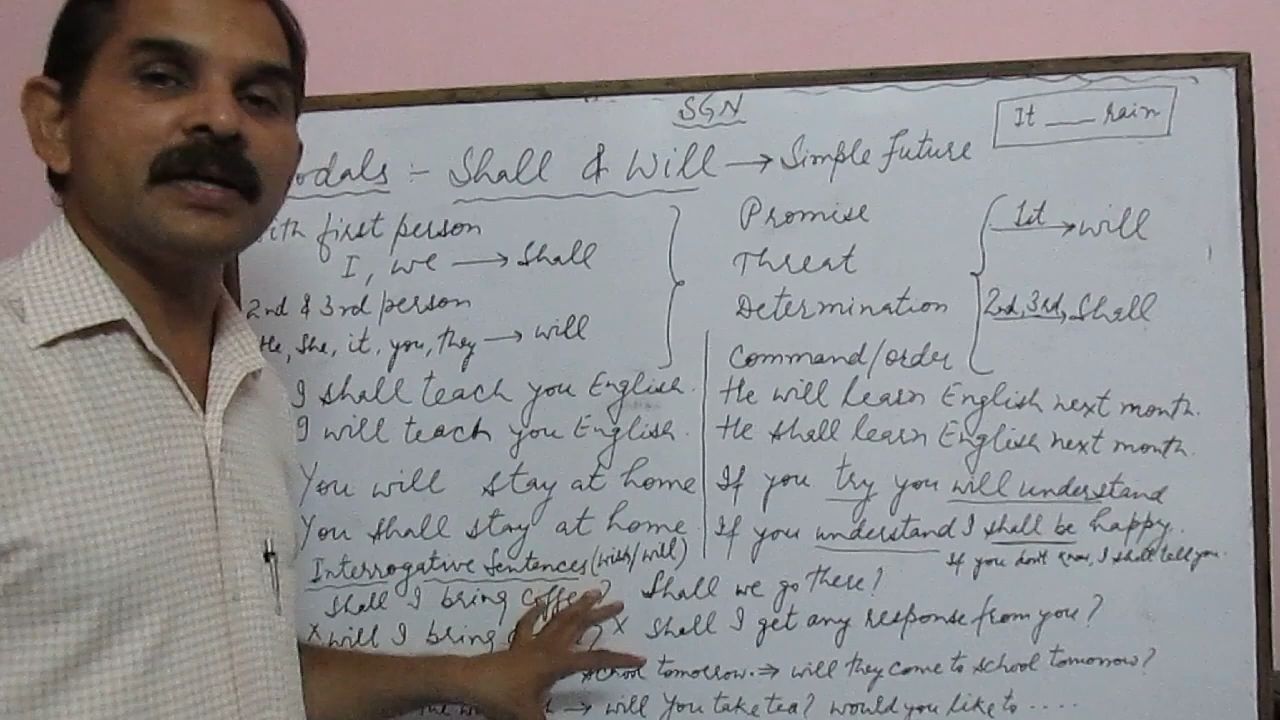 SGN
It ___ rain
odals :- Shall & Will → Simple future
ith first person
I, we → shall
2nd & 3rd person
He, She, it, you, they → will
Promise
Threat
Determination
Command/order
1st → will
2nd, 3rd, Shall
I shall teach you English.
I will teach you English.
You will stay at home
You shall stay at home.
He will learn English next month.
He shall learn English next month.
If you try you will understand
If you understand I shall be happy.
If you don't know, I shall tell you.
Interrogative Sentences (wish/will)
Shall I bring coffee? Shall we go there?
x will I bring ? x Shall I get any response from you?
school tomorrow. → will they come to school tomorrow?
→ will You take tea? would you like to .....